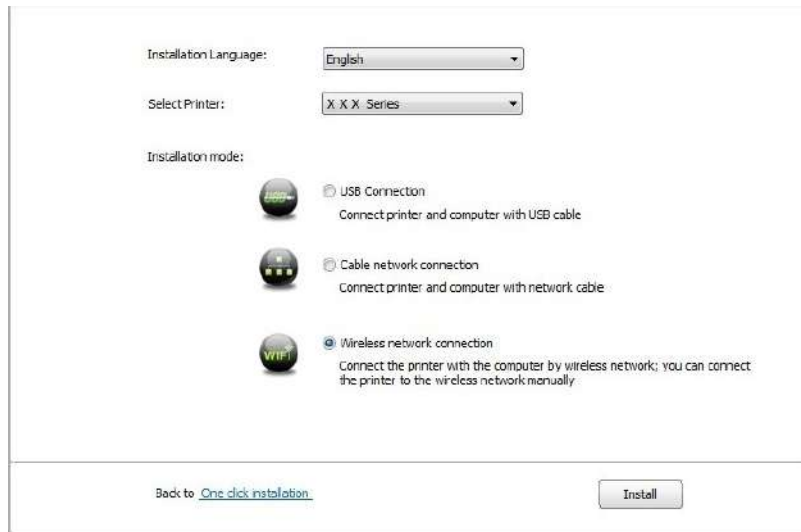 Installation Language:
English
Select Printer:
X X X Series
Installation mode:
USB Connection
Connect printer and computer with USB cable
Cable network connection
Connect printer and computer with network cable
WIFI
Wireless network connection
Connect the printer with the computer by wireless network; you can connect
the printer to the wireless network manually
Back to One click installation
Install